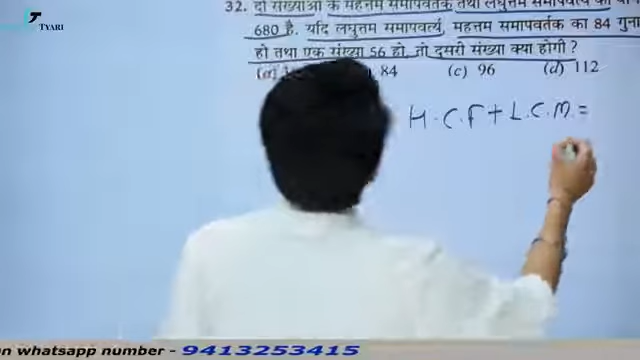 TYARI
32. दो संख्याओं के महत्तम समापवर्तक तथा लघुत्तम समापवर्त्य
680 है. यदि लघुत्तम समापवर्त्य, महत्तम समापवर्तक का 84 गुना
हो तथा एक संख्या 56 हो, तो दूसरी संख्या क्या होगी ?
(a) 84 (c) 96 (d) 112
H.C.F + L.C.M. =
n whatsapp number - 9413253415